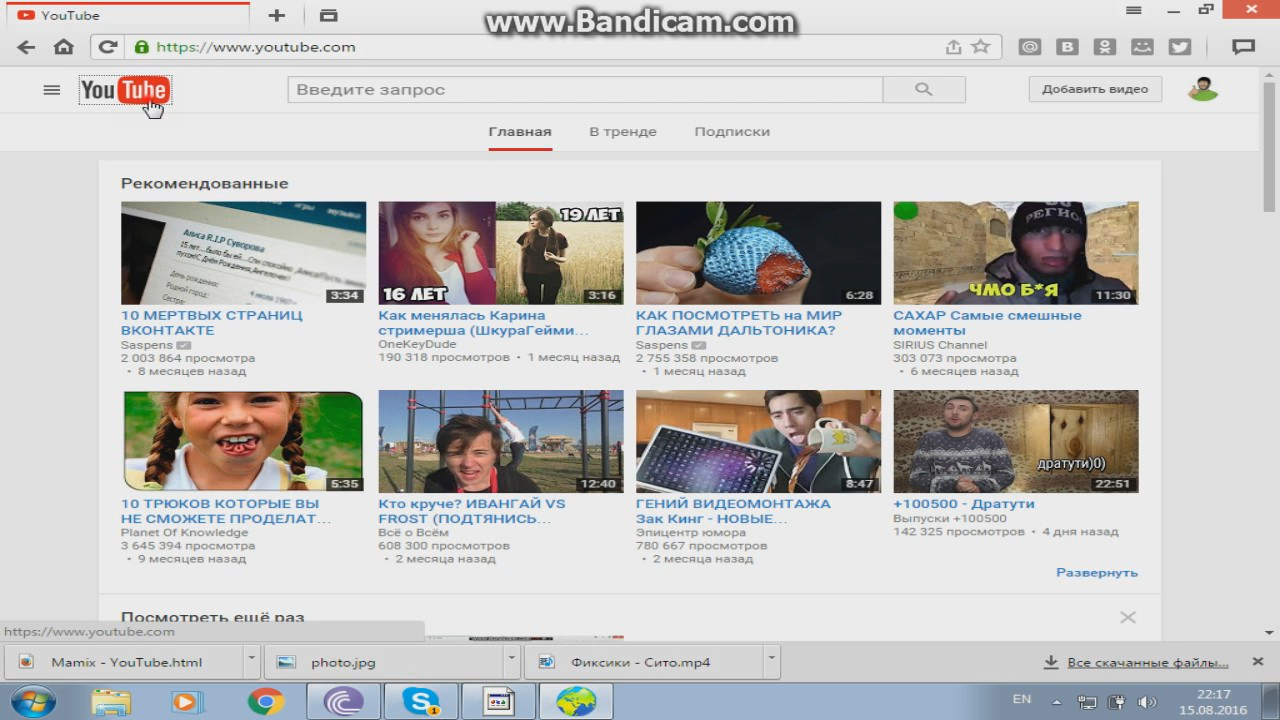 YouTube
www.Bandicam.com
https://www.youtube.com
You Tube
Введите запрос
Добавить видео
Главная
В тренде
Подписки
Рекомендованные
Алиса R.I.P Суворова
3:34
19 ЛЕТ
16 ЛЕТ
3:16
6:28
РЕГНО
ЧМО Б*Я
11:30
10 МЕРТВЫХ СТРАНИЦ
ВКОНТАКТЕ
Saspens
2 003 864 просмотра
• 8 месяцев назад
Как менялась Карина
стримерша (ШкураГейми...
OneKeyDude
190 318 просмотров • 1 месяц назад
КАК ПОСМОТРЕТЬ на МИР
ГЛАЗАМИ ДАЛЬТОНИКА?
Saspens
2 755 358 просмотров
• 1 месяц назад
САХАР Самые смешные
моменты
SIRIUS Channel
303 073 просмотра
• 6 месяцев назад
5:35
12:40
8:47
дратути)0)
22:51
10 ТРЮКОВ КОТОРЫЕ ВЫ
НЕ СМОЖЕТЕ ПРОДЕЛАТ...
Planet Of Knowledge
3 645 394 просмотра
• 9 месяцев назад
Кто круче? ИВАНГАЙ VS
FROST (ПОДТЯНИСЬ...
Всё о Всём
608 300 просмотров
• 2 месяца назад
ГЕНИЙ ВИДЕОМОНТАЖА
Зак Кинг - НОВЫЕ...
Эпицентр юмора
780 667 просмотров
• 2 месяца назад
+100500 - Дратути
Выпуски +100500
142 325 просмотров • 4 дня назад
Развернуть
Посмотреть ещё раз
https://www.youtube.com
Mamix - YouTube.html
photo.jpg
Фиксики - Сито.mp4
Все скачанные файлы...
EN
22:17
15.08.2016